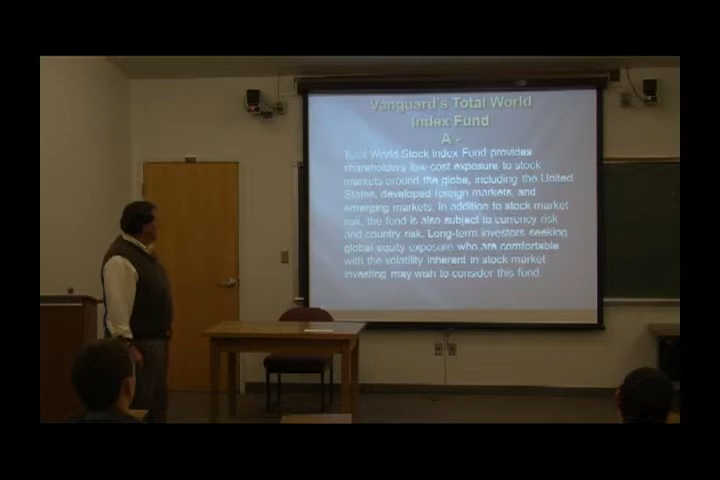 Vanguard's Total World
Index Fund
A -
Total World Stock Index Fund provides
shareholders low-cost exposure to stock
markets around the globe, including the United
States, developed foreign markets, and
emerging markets. In addition to stock market
risk, the fund is also subject to currency risk
and country risk. Long-term investors seeking
global equity exposure who are comfortable
with the volatility inherent in stock market
investing may wish to consider this fund.